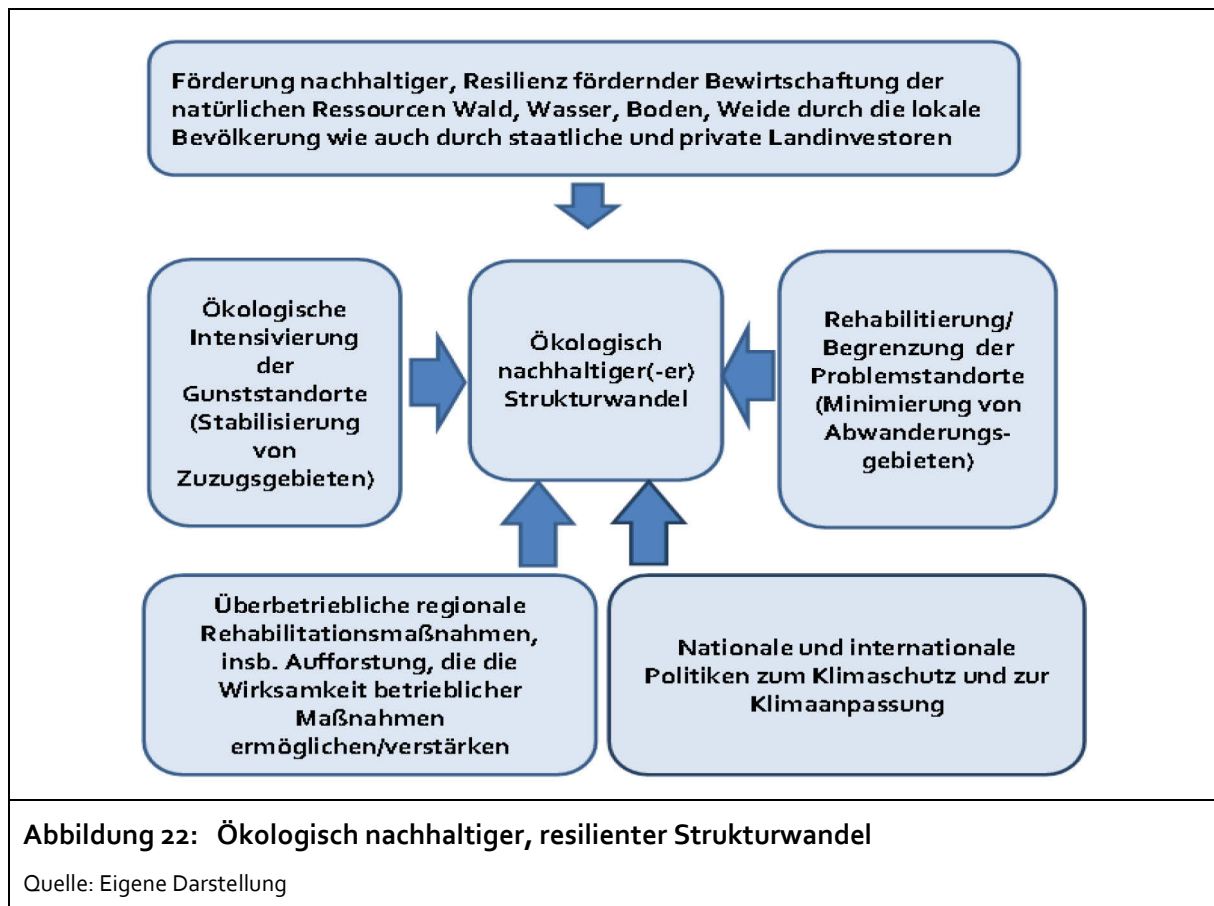 Förderung nachhaltiger, Resilienz fördernder Bewirtschaftung der
natürlichen Ressourcen Wald, Wasser, Boden, Weide durch die lokale
Bevölkerung wie auch durch staatliche und private Landinvestoren
Ökologische
Intensivierung
der
Gunststandorte
(Stabilisierung
von
Zuzugsgebieten)
Ökologisch
nachhaltiger(-er)
Strukturwandel
Rehabilitierung/
Begrenzung der
Problemstandorte
(Minimierung von
Abwanderungs-
gebieten)
Überbetriebliche regionale
Rehabilitationsmaßnahmen,
insb. Aufforstung, die die
Wirksamkeit betrieblicher
Maßnahmen
ermöglichen/verstärken
Nationale und internationale
Politiken zum Klimaschutz und zur
Klimaanpassung
Abbildung 22: Ökologisch nachhaltiger, resilienter Strukturwandel
Quelle: Eigene Darstellung